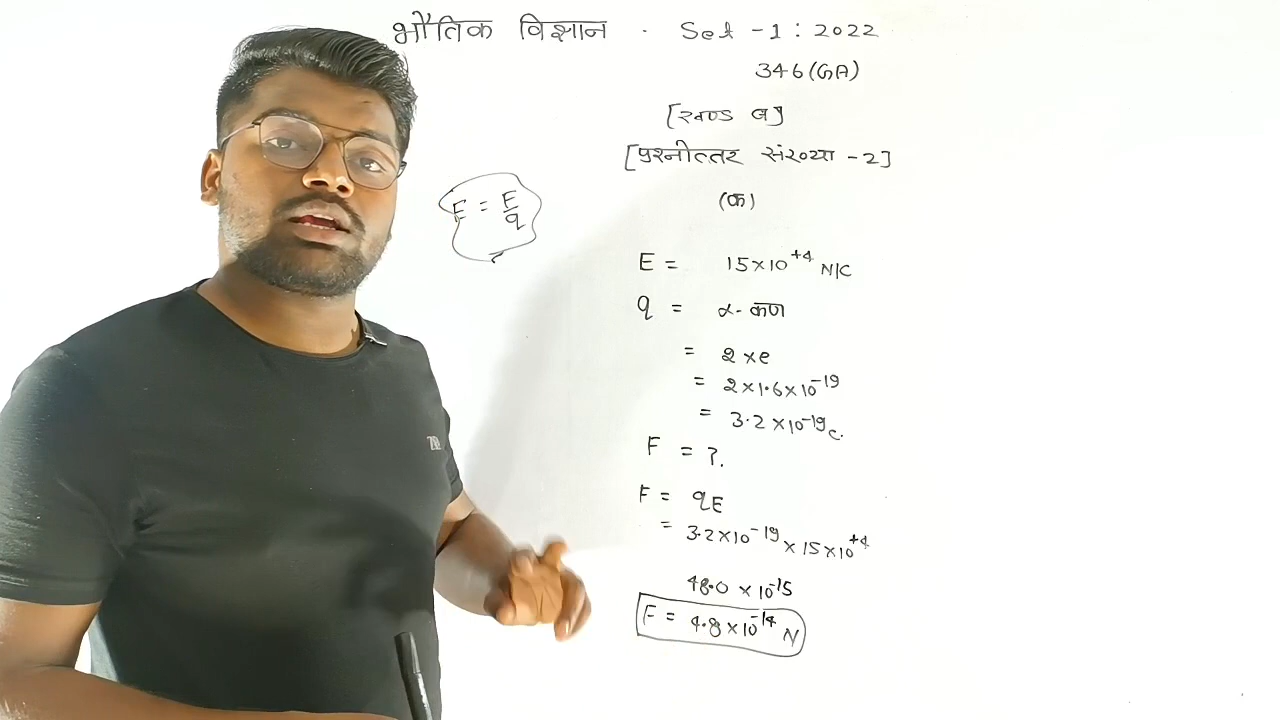 भौतिक विज्ञान . Set - 1 : 2022
346 (GA)
[खण्ड ब]
[प्रश्नोत्तर संख्या - 2]
(क)
E = F/q
E = 15×10⁺⁴ N/C
q = α- कण
= 2×e
= 2×1.6×10⁻¹⁹
= 3.2×10⁻¹⁹ C.
F = ?.
F = qE
= 3.2×10⁻¹⁹ × 15×10⁺⁴
48.0 × 10⁻¹⁵
F = 4.8×10⁻¹⁴ N